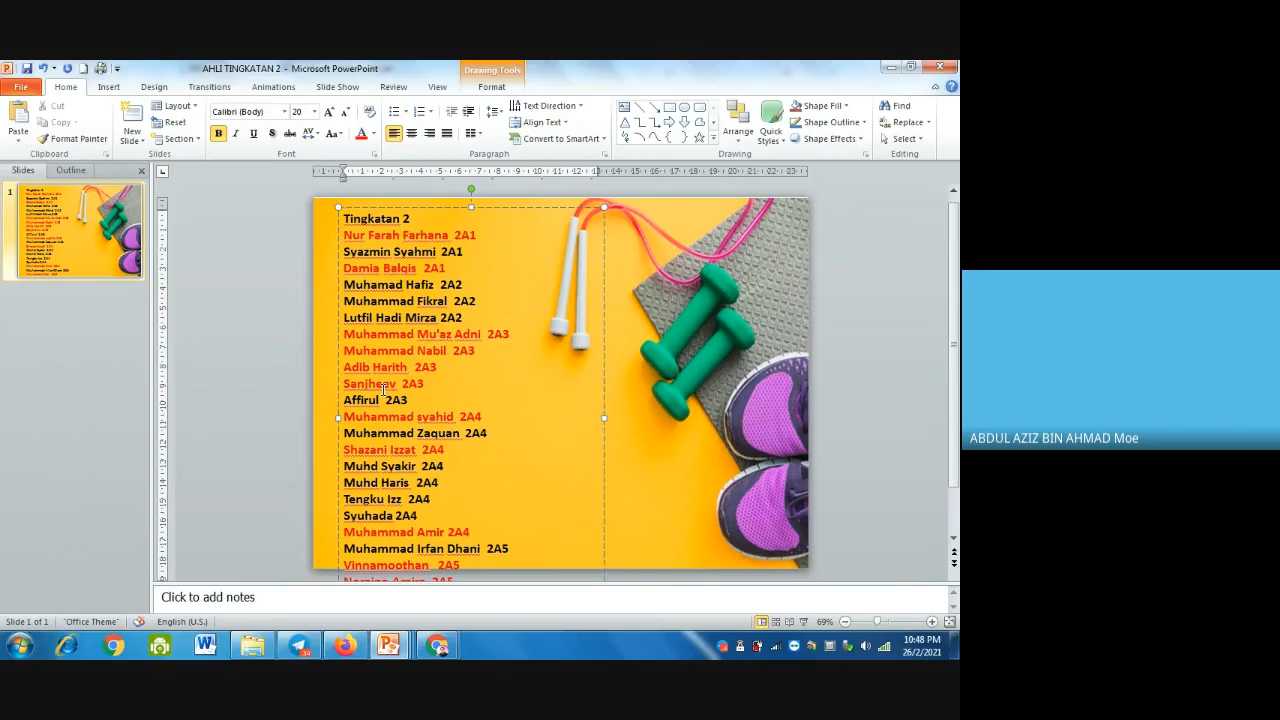 AHLI TINGKATAN 2 - Microsoft PowerPoint
Drawing Tools
File Home Insert Design Transitions Animations Slide Show Review View Format
Paste
Cut
Copy
Format Painter
Clipboard
New Slide
Layout
Reset
Section
Slides
Calibri (Body) 20
B I U S abc AV Aa A
Font
Text Direction
Align Text
Convert to SmartArt
Paragraph
Arrange
Quick Styles
Shape Fill
Shape Outline
Shape Effects
Drawing
Find
Replace
Select
Editing
Slides Outline
1
Tingkatan 2
Nur Farah Farhana 2A1
Syazmin Syahmi 2A1
Damia Balqis 2A1
Muhamad Hafiz 2A2
Muhammad Fikral 2A2
Lutfil Hadi Mirza 2A2
Muhammad Mu'az Adni 2A3
Muhammad Nabil 2A3
Adib Harith 2A3
Sanjheev 2A3
Affirul 2A3
Muhammad syahid 2A4
Muhammad Zaquan 2A4
Shazani Izzat 2A4
Muhd Syakir 2A4
Muhd Haris 2A4
Tengku Izz 2A4
Syuhada 2A4
Muhammad Amir 2A4
Muhammad Irfan Dhani 2A5
Vinnamoothan 2A5
Click to add notes
Slide 1 of 1 "Office Theme" English (U.S.) 69%
10:48 PM
26/2/2021
ABDUL AZIZ BIN AHMAD Moe